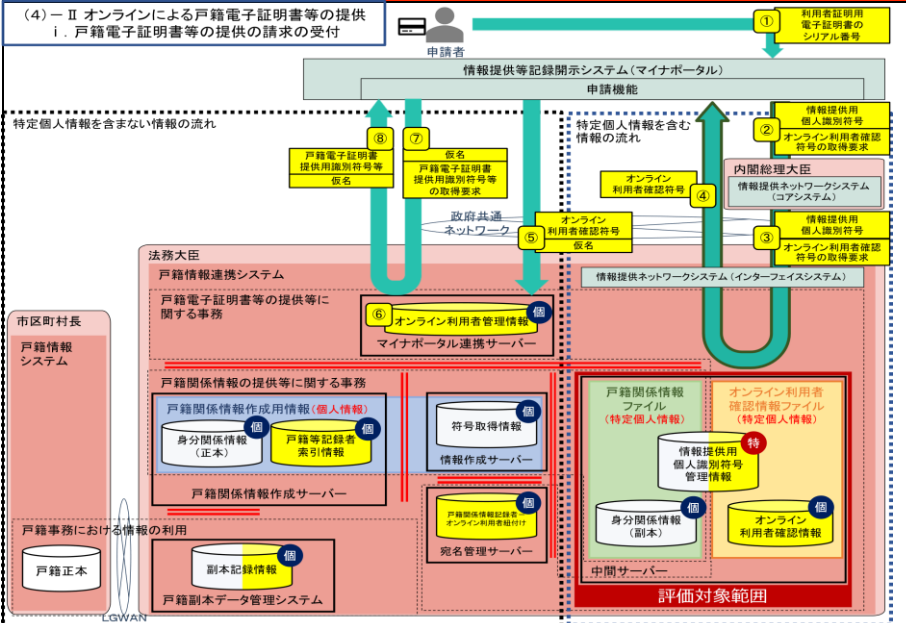 (4)-Ⅱ オンラインによる戸籍電子証明書等の提供
ⅰ．戸籍電子証明書等の提供の請求の受付
申請者
①
利用者証明用
電子証明書の
シリアル番号
情報提供等記録開示システム(マイナポータル)
申請機能
特定個人情報を含まない情報の流れ
⑧
戸籍電子証明書
提供用識別符号等
仮名
⑦
仮名
戸籍電子証明書
提供用識別符号等
の取得要求
特定個人情報を含む
情報の流れ
②
情報提供用
個人識別符号
オンライン利用者確認
符号の取得要求
内閣総理大臣
情報提供ネットワークシステム
(コアシステム)
オンライン
利用者確認符号
④
政府共通
ネットワーク
⑤
オンライン
利用者確認符号
仮名
③
情報提供用
個人識別符号
オンライン利用者確認
符号の取得要求
法務大臣
戸籍情報連携システム
情報提供ネットワークシステム(インターフェイスシステム)
戸籍電子証明書等の提供等に
関する事務
⑥
オンライン利用者管理情報
個
マイナポータル連携サーバー
市区町村長
戸籍情報
システム
戸籍関係情報の提供等に関する事務
戸籍関係情報作成用情報(個人情報)
身分関係情報
(正本)
個
戸籍等記録者
索引情報
個
符号取得情報
個
情報作成サーバー
戸籍関係情報作成サーバー
戸籍関係情報
ファイル
(特定個人情報)
オンライン利用者
確認情報ファイル
(特定個人情報)
情報提供用
個人識別符号
管理情報
特
身分関係情報
(副本)
個
オンライン
利用者確認情報
個
中間サーバー
評価対象範囲
戸籍関係情報記録者－
オンライン利用者紐付け
個
宛名管理サーバー
戸籍事務における情報の利用
戸籍正本
副本記録情報
個
戸籍副本データ管理システム
LGWAN